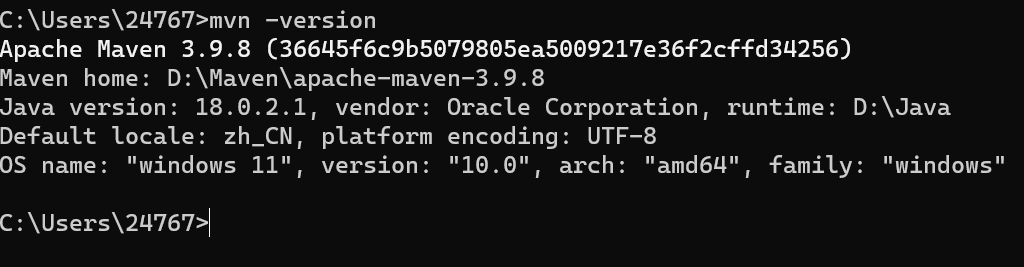 C:\Users\24767>mvn -version
Apache Maven 3.9.8 (36645f6c9b5079805ea5009217e36f2cffd34256)
Maven home: D:\Maven\apache-maven-3.9.8
Java version: 18.0.2.1, vendor: Oracle Corporation, runtime: D:\Java
Default locale: zh_CN, platform encoding: UTF-8
OS name: "windows 11", version: "10.0", arch: "amd64", family: "windows"
C:\Users\24767>